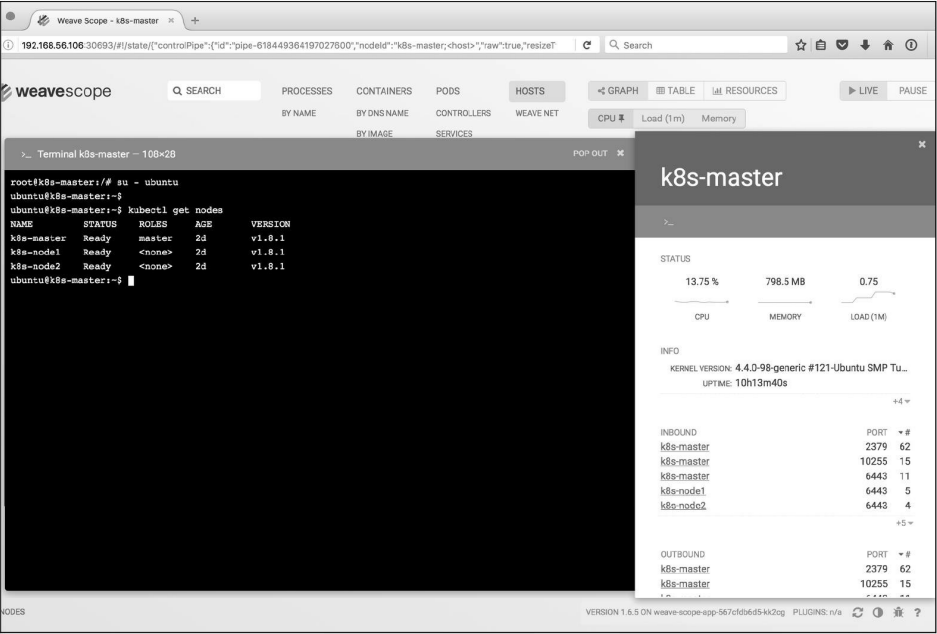 Weave Scope - k8s-master × +
192.168.56.106:30693/#!/state/{"controlPipe":{"id":"pipe-618449364197027600","nodeId":"k8s-master;<host>","raw":true,"resizeT
Search
weavescope
SEARCH
PROCESSES CONTAINERS PODS HOSTS
BY NAME BY DNS NAME CONTROLLERS WEAVE NET
BY IMAGE SERVICES
GRAPH TABLE RESOURCES
CPU Load (1m) Memory
LIVE PAUSE
>_ Terminal k8s-master — 108×28 POP OUT ×
root@k8s-master:/# su - ubuntu
ubuntu@k8s-master:~$
ubuntu@k8s-master:~$ kubectl get nodes
NAME STATUS ROLES AGE VERSION
k8s-master Ready master 2d v1.8.1
k8s-node1 Ready <none> 2d v1.8.1
k8s-node2 Ready <none> 2d v1.8.1
ubuntu@k8s-master:~$
×
k8s-master
>_
STATUS
13.75 % 798.5 MB 0.75
CPU MEMORY LOAD (1M)
INFO
KERNEL VERSION: 4.4.0-98-generic #121-Ubuntu SMP Tu...
UPTIME: 10h13m40s
+4
INBOUND PORT #
k8s-master 2379 62
k8s-master 10255 15
k8s-master 6443 11
k8s-node1 6443 5
k8s-node2 6443 4
+5
OUTBOUND PORT #
k8s-master 2379 62
k8s-master 10255 15
NODES
VERSION 1.6.5 ON weave-scope-app-567cfdb6d5-kk2cg PLUGINS: n/a ?